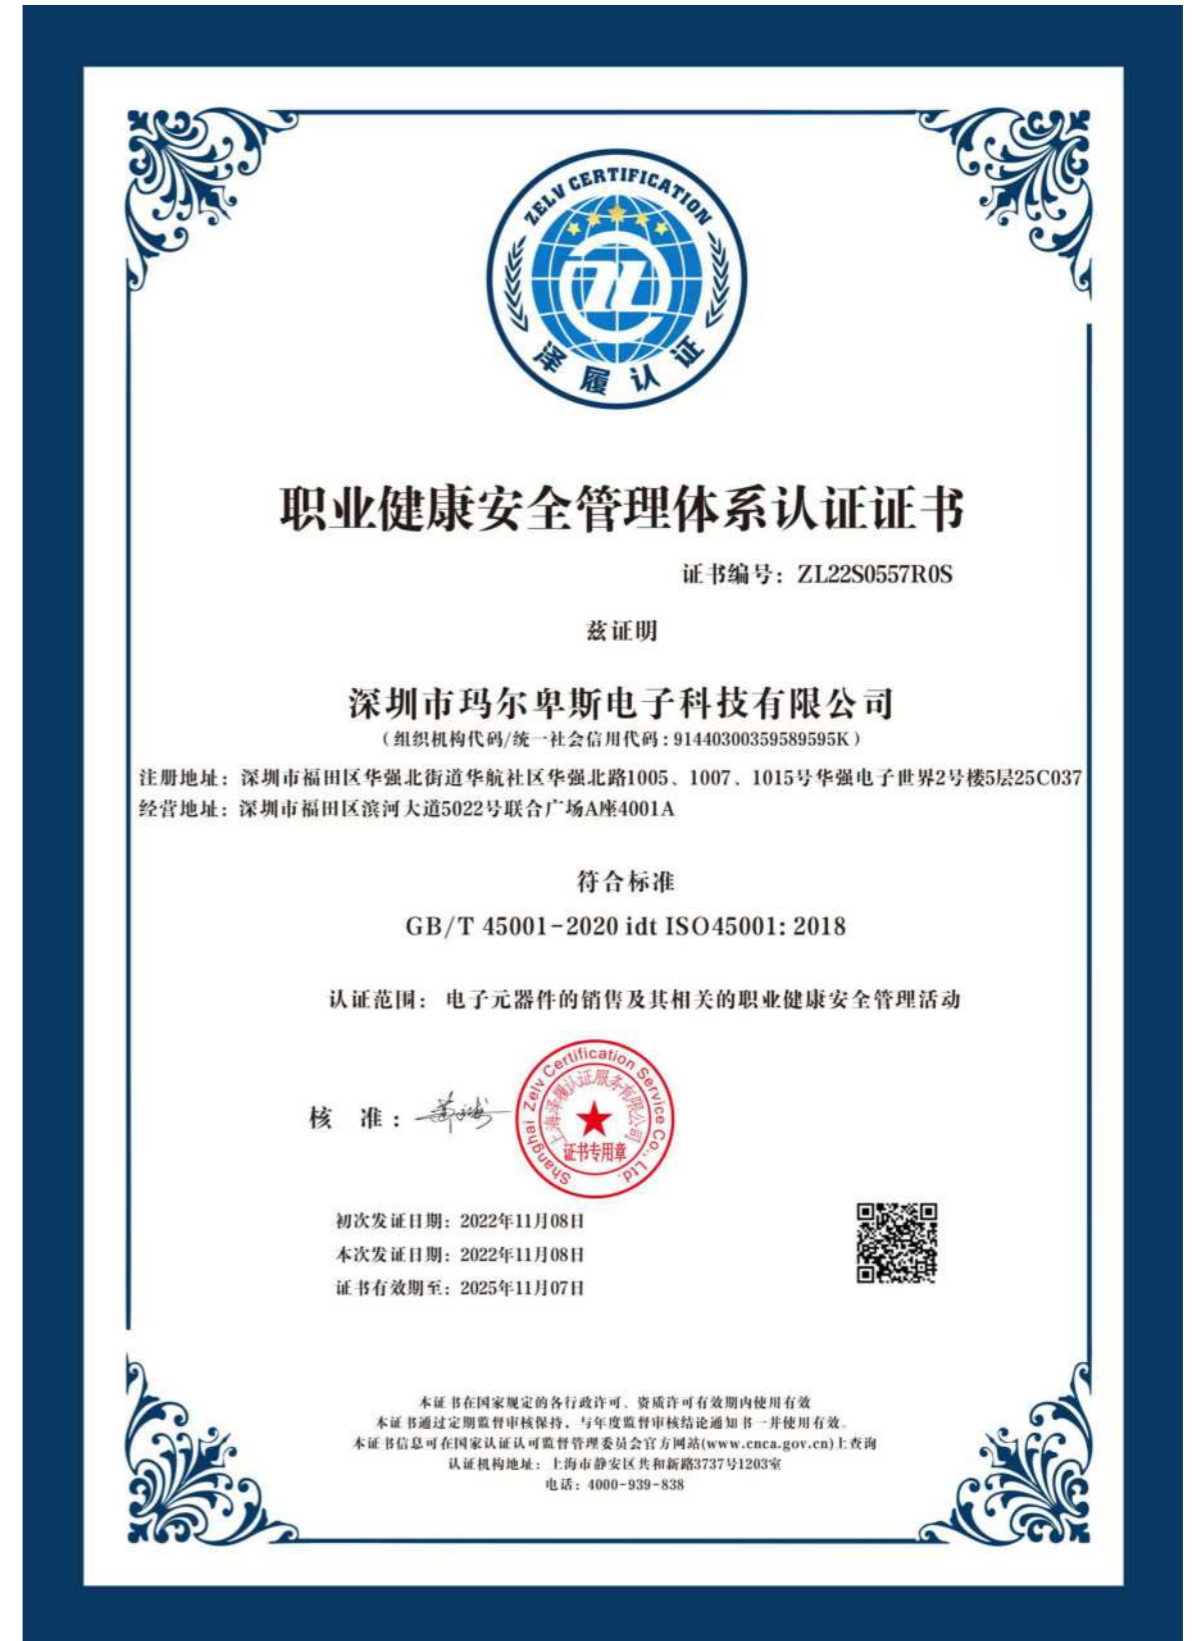 ZELV CERTIFICATION
泽履认证
职业健康安全管理体系认证证书
证书编号：ZL22S0557R0S
兹证明
深圳市玛尔卑斯电子科技有限公司
（组织机构代码/统一社会信用代码：91440300359589595K）
注册地址：深圳市福田区华强北街道华航社区华强北路1005、1007、1015号华强电子世界2号楼5层25C037
经营地址：深圳市福田区滨河大道5022号联合广场A座4001A
符合标准
GB/T 45001-2020 idt ISO45001: 2018
认证范围：电子元器件的销售及其相关的职业健康安全管理活动
核 准：
Shanghai Zelv Certification Service Co., Ltd.
上海泽履认证服务有限公司
证书专用章
初次发证日期：2022年11月08日
本次发证日期：2022年11月08日
证书有效期至：2025年11月07日
本证书在国家规定的各行政许可、资质许可有效期内使用有效
本证书通过定期监督审核保持，与年度监督审核结论通知书一并使用有效。
本证书信息可在国家认证认可监督管理委员会官方网站(www.cnca.gov.cn)上查询
认证机构地址：上海市静安区共和新路3737号1203室
电话：4000-939-838